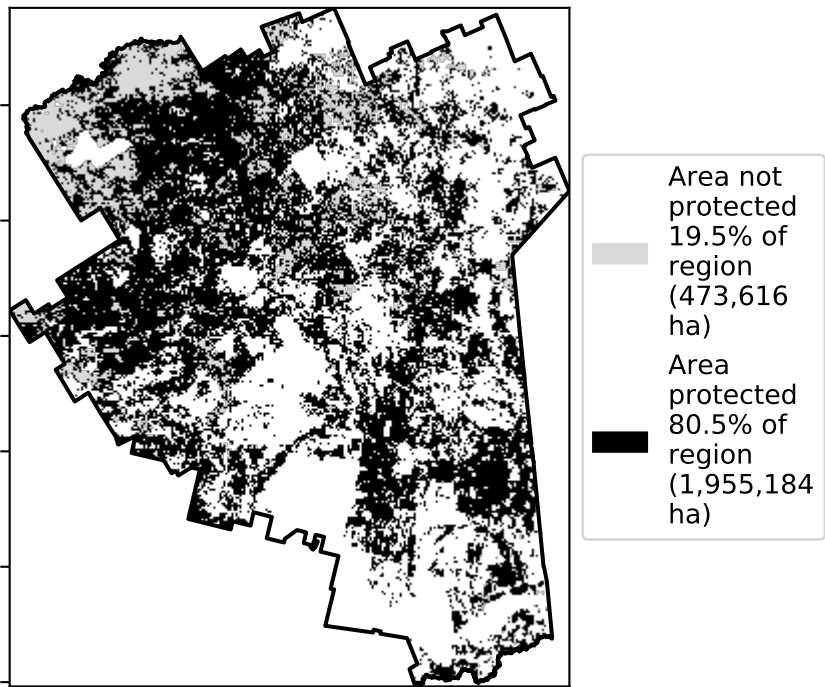 Area not
protected
19.5% of
region
(473,616
ha)
Area
protected
80.5% of
region
(1,955,184
ha)